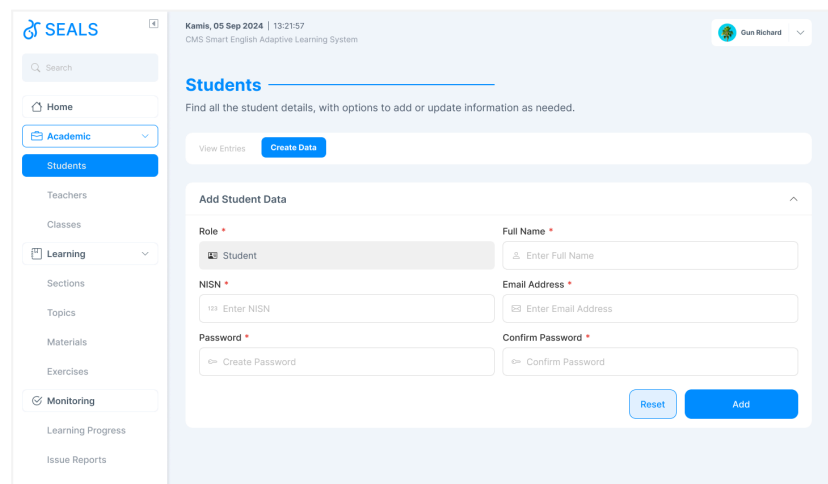 SEALS
Search
Home
Academic
Students
Teachers
Classes
Learning
Sections
Topics
Materials
Exercises
Monitoring
Learning Progress
Issue Reports
Kamis, 05 Sep 2024 | 13:21:57
CMS Smart English Adaptive Learning System
Gun Richard
Students
Find all the student details, with options to add or update information as needed.
View Entries Create Data
Add Student Data
Role * Full Name *
Student Enter Full Name
NISN * Email Address *
123 Enter NISN Enter Email Address
Password * Confirm Password *
Create Password Confirm Password
Reset Add